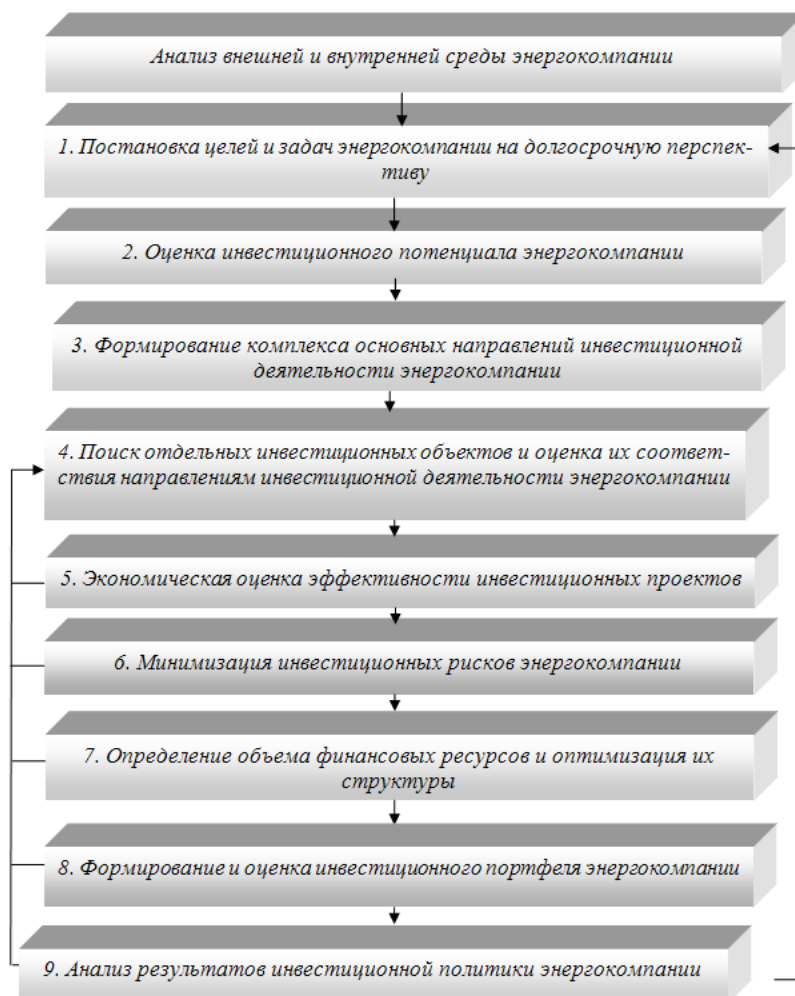 Анализ внешней и внутренней среды энергокомпании
1. Постановка целей и задач энергокомпании на долгосрочную перспек-
тиву
2. Оценка инвестиционного потенциала энергокомпании
3. Формирование комплекса основных направлений инвестиционной
деятельности энергокомпании
4. Поиск отдельных инвестиционных объектов и оценка их соответ-
ствия направлениям инвестиционной деятельности энергокомпании
5. Экономическая оценка эффективности инвестиционных проектов
6. Минимизация инвестиционных рисков энергокомпании
7. Определение объема финансовых ресурсов и оптимизация их
структуры
8. Формирование и оценка инвестиционного портфеля энергокомпании
9. Анализ результатов инвестиционной политики энергокомпании